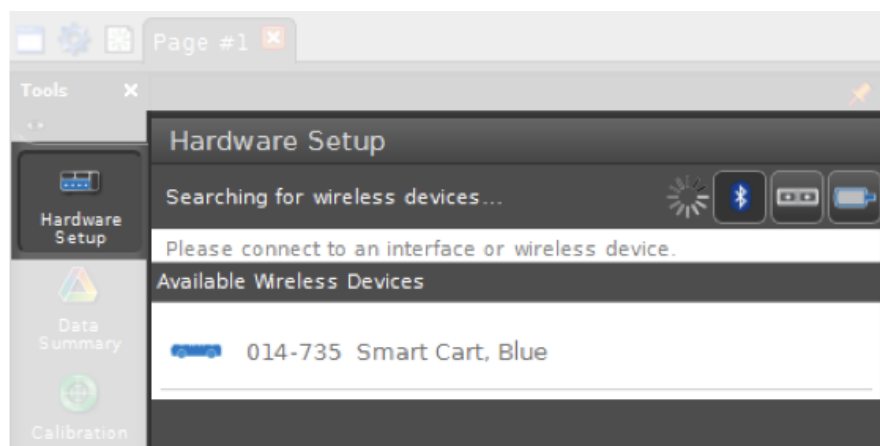 Page #1
Tools
Hardware Setup
Searching for wireless devices...
Hardware
Setup
Please connect to an interface or wireless device.
Available Wireless Devices
Data
Summary
014-735 Smart Cart, Blue
Calibration